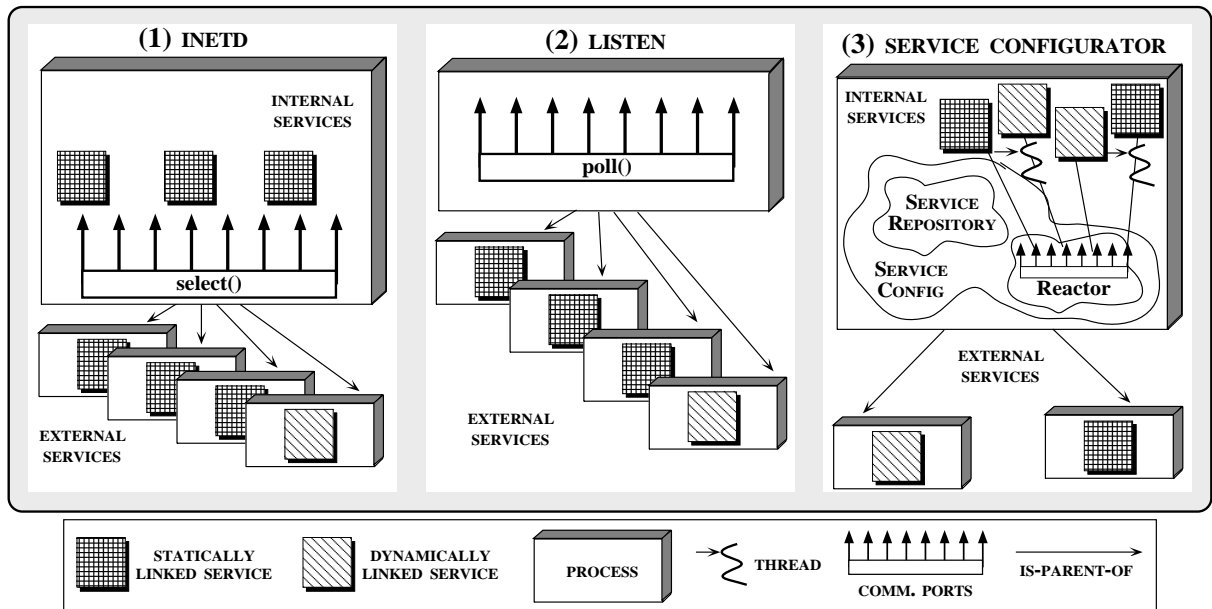 (1) INETD
INTERNAL
SERVICES
select()
EXTERNAL
SERVICES
(2) LISTEN
poll()
EXTERNAL
SERVICES
(3) SERVICE CONFIGURATOR
INTERNAL
SERVICES
SERVICE
REPOSITORY
SERVICE
CONFIG
Reactor
EXTERNAL
SERVICES
STATICALLY
LINKED SERVICE
DYNAMICALLY
LINKED SERVICE
PROCESS
THREAD
COMM. PORTS
IS-PARENT-OF